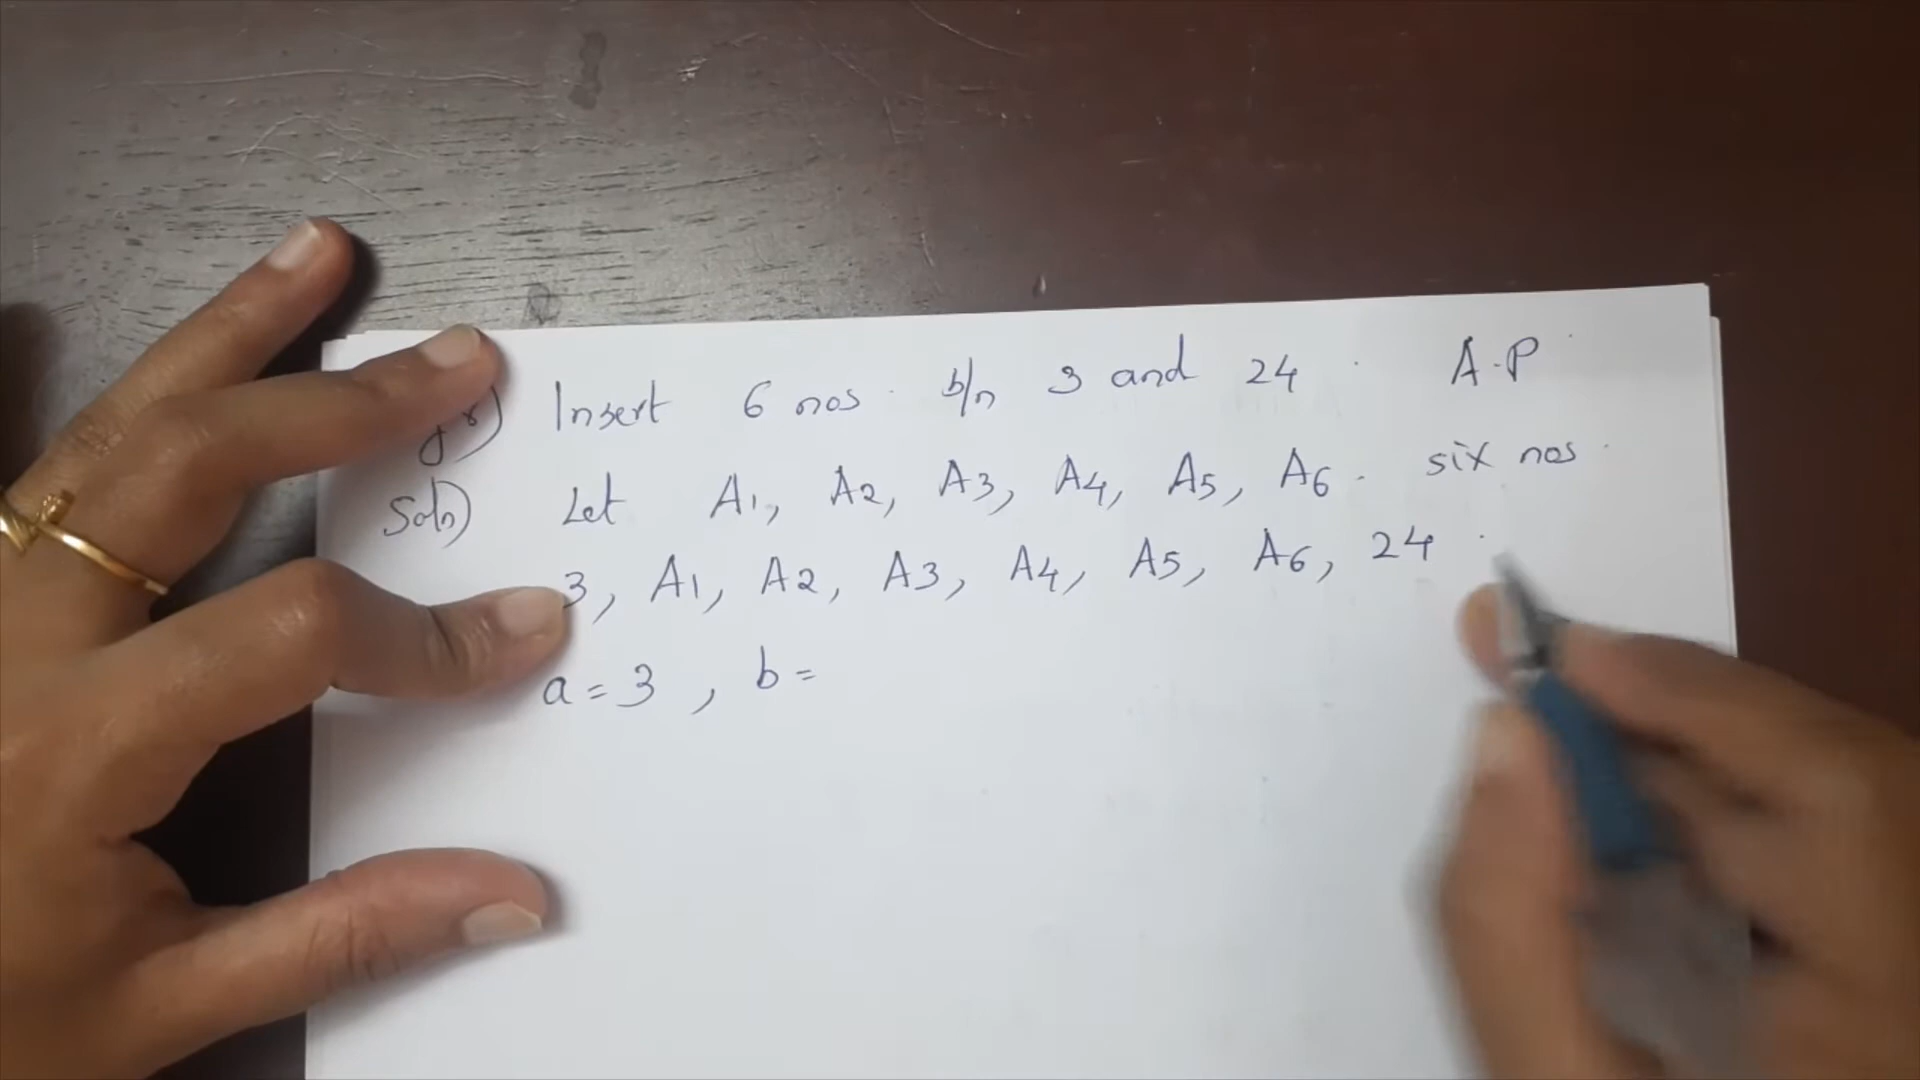 Insert 6 nos. b/n 3 and 24. A.P
Soln) Let A1, A2, A3, A4, A5, A6. six nos.
3, A1, A2, A3, A4, A5, A6, 24.
a = 3, b =